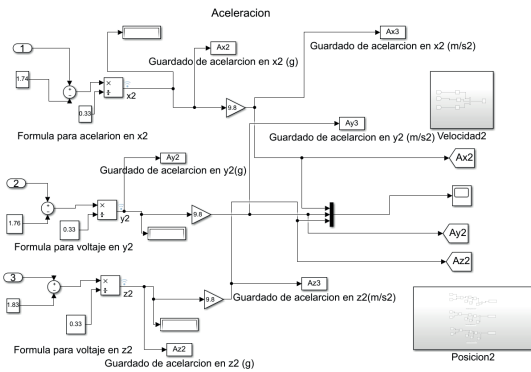 Aceleracion
1
Ax2
Ax3
Guardado de acelarcion en x2 (m/s2)
Guardado de acelarcion en x2 (g)
1.74
x2
0.33
9.8
Formula para acelarion en x2
Ay3
Guardado de acelarcion en y2 (m/s2)
Velocidad2
Ay2
Ax2
Guardado de acelarcion en y2(g)
2
y2
1.76
0.33
9.8
Formula para voltaje en y2
Ay2
Az2
3
z2
1.83
0.33
9.8
Az3
Guardado de acelarcion en z2(m/s2)
Formula para voltaje en z2
Az2
Guardado de acelarcion en z2 (g)
Posicion2